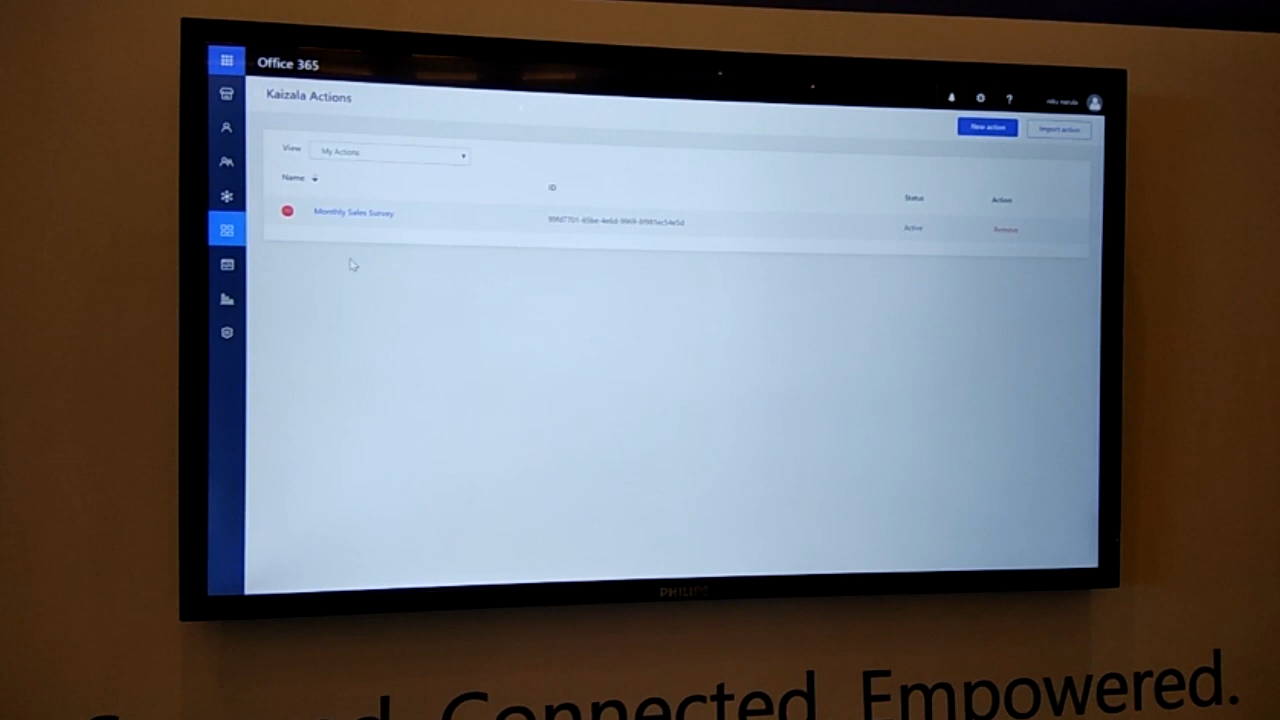 Office 365
Kaizala Actions
New action
Import action
View
My Actions
Name
ID
Status
Action
Monthly Sales Survey
Active
Remove
PHILIPS
Connected. Empowered.